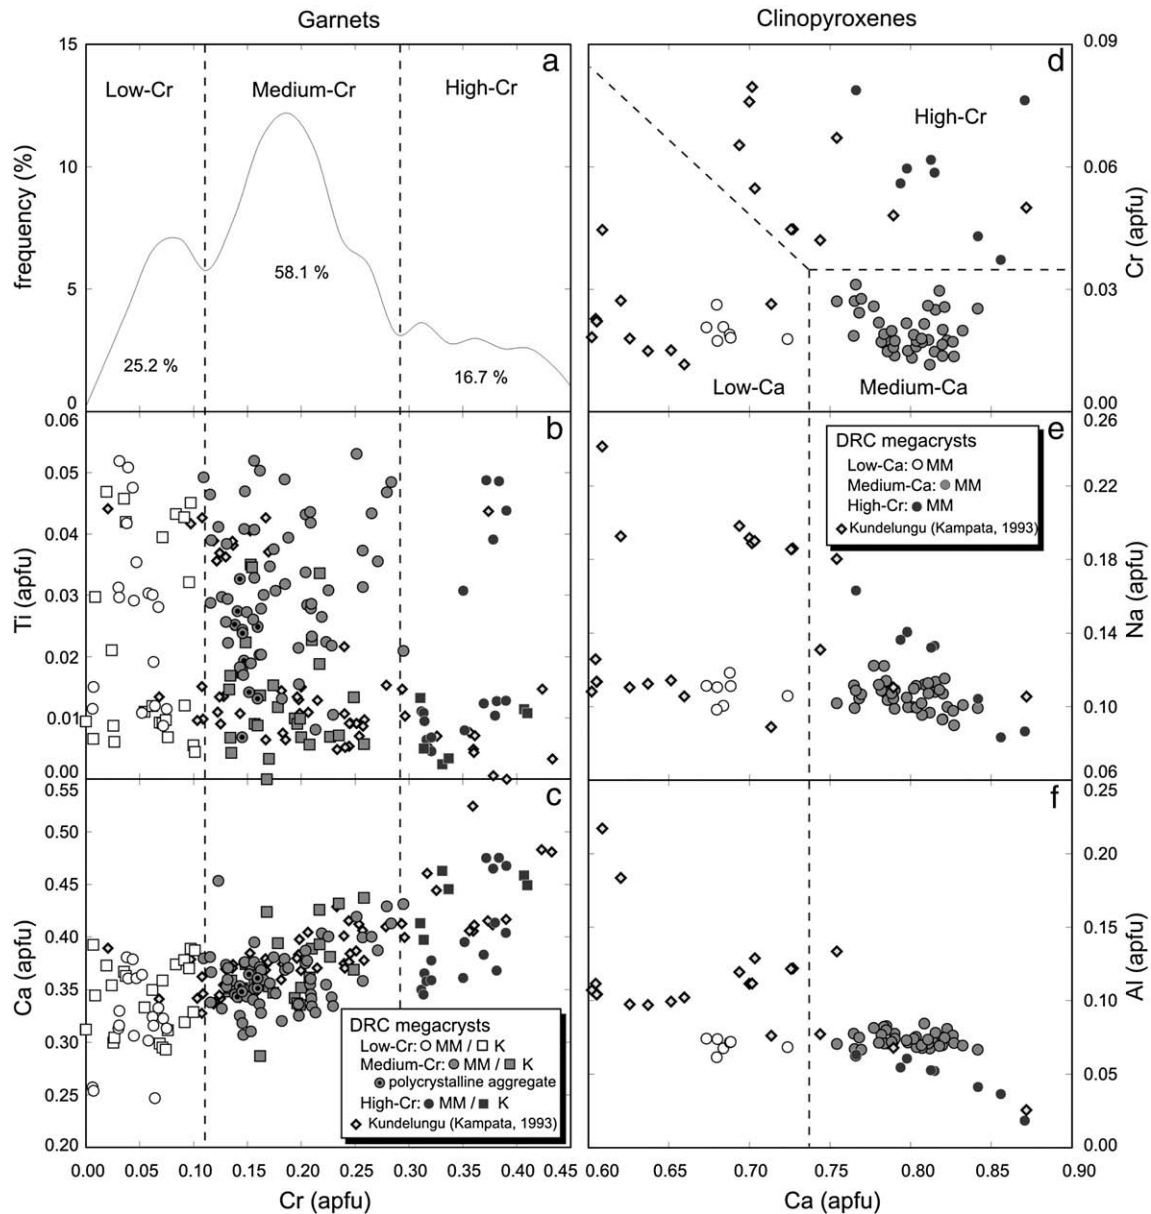 Garnets
Clinopyroxenes
15
10
5
0
frequency (%)
a
Low-Cr
Medium-Cr
High-Cr
25.2 %
58.1 %
16.7 %
d
High-Cr
Low-Ca
Medium-Ca
0.09
0.06
0.03
0.00
Cr (apfu)
0.06
0.05
0.04
0.03
0.02
0.01
0.00
Ti (apfu)
b
e
DRC megacrysts
Low-Ca: MM
Medium-Ca: MM
High-Cr: MM
Kundelungu (Kampata, 1993)
0.26
0.22
0.18
0.14
0.10
0.06
Na (apfu)
0.55
0.50
0.45
0.40
0.35
0.30
0.25
0.20
Ca (apfu)
c
DRC megacrysts
Low-Cr: MM / K
Medium-Cr: MM / K
polycrystalline aggregate
High-Cr: MM / K
Kundelungu (Kampata, 1993)
f
0.25
0.20
0.15
0.10
0.05
0.00
Al (apfu)
0.00 0.05 0.10 0.15 0.20 0.25 0.30 0.35 0.40 0.45
Cr (apfu)
0.60 0.65 0.70 0.75 0.80 0.85 0.90
Ca (apfu)